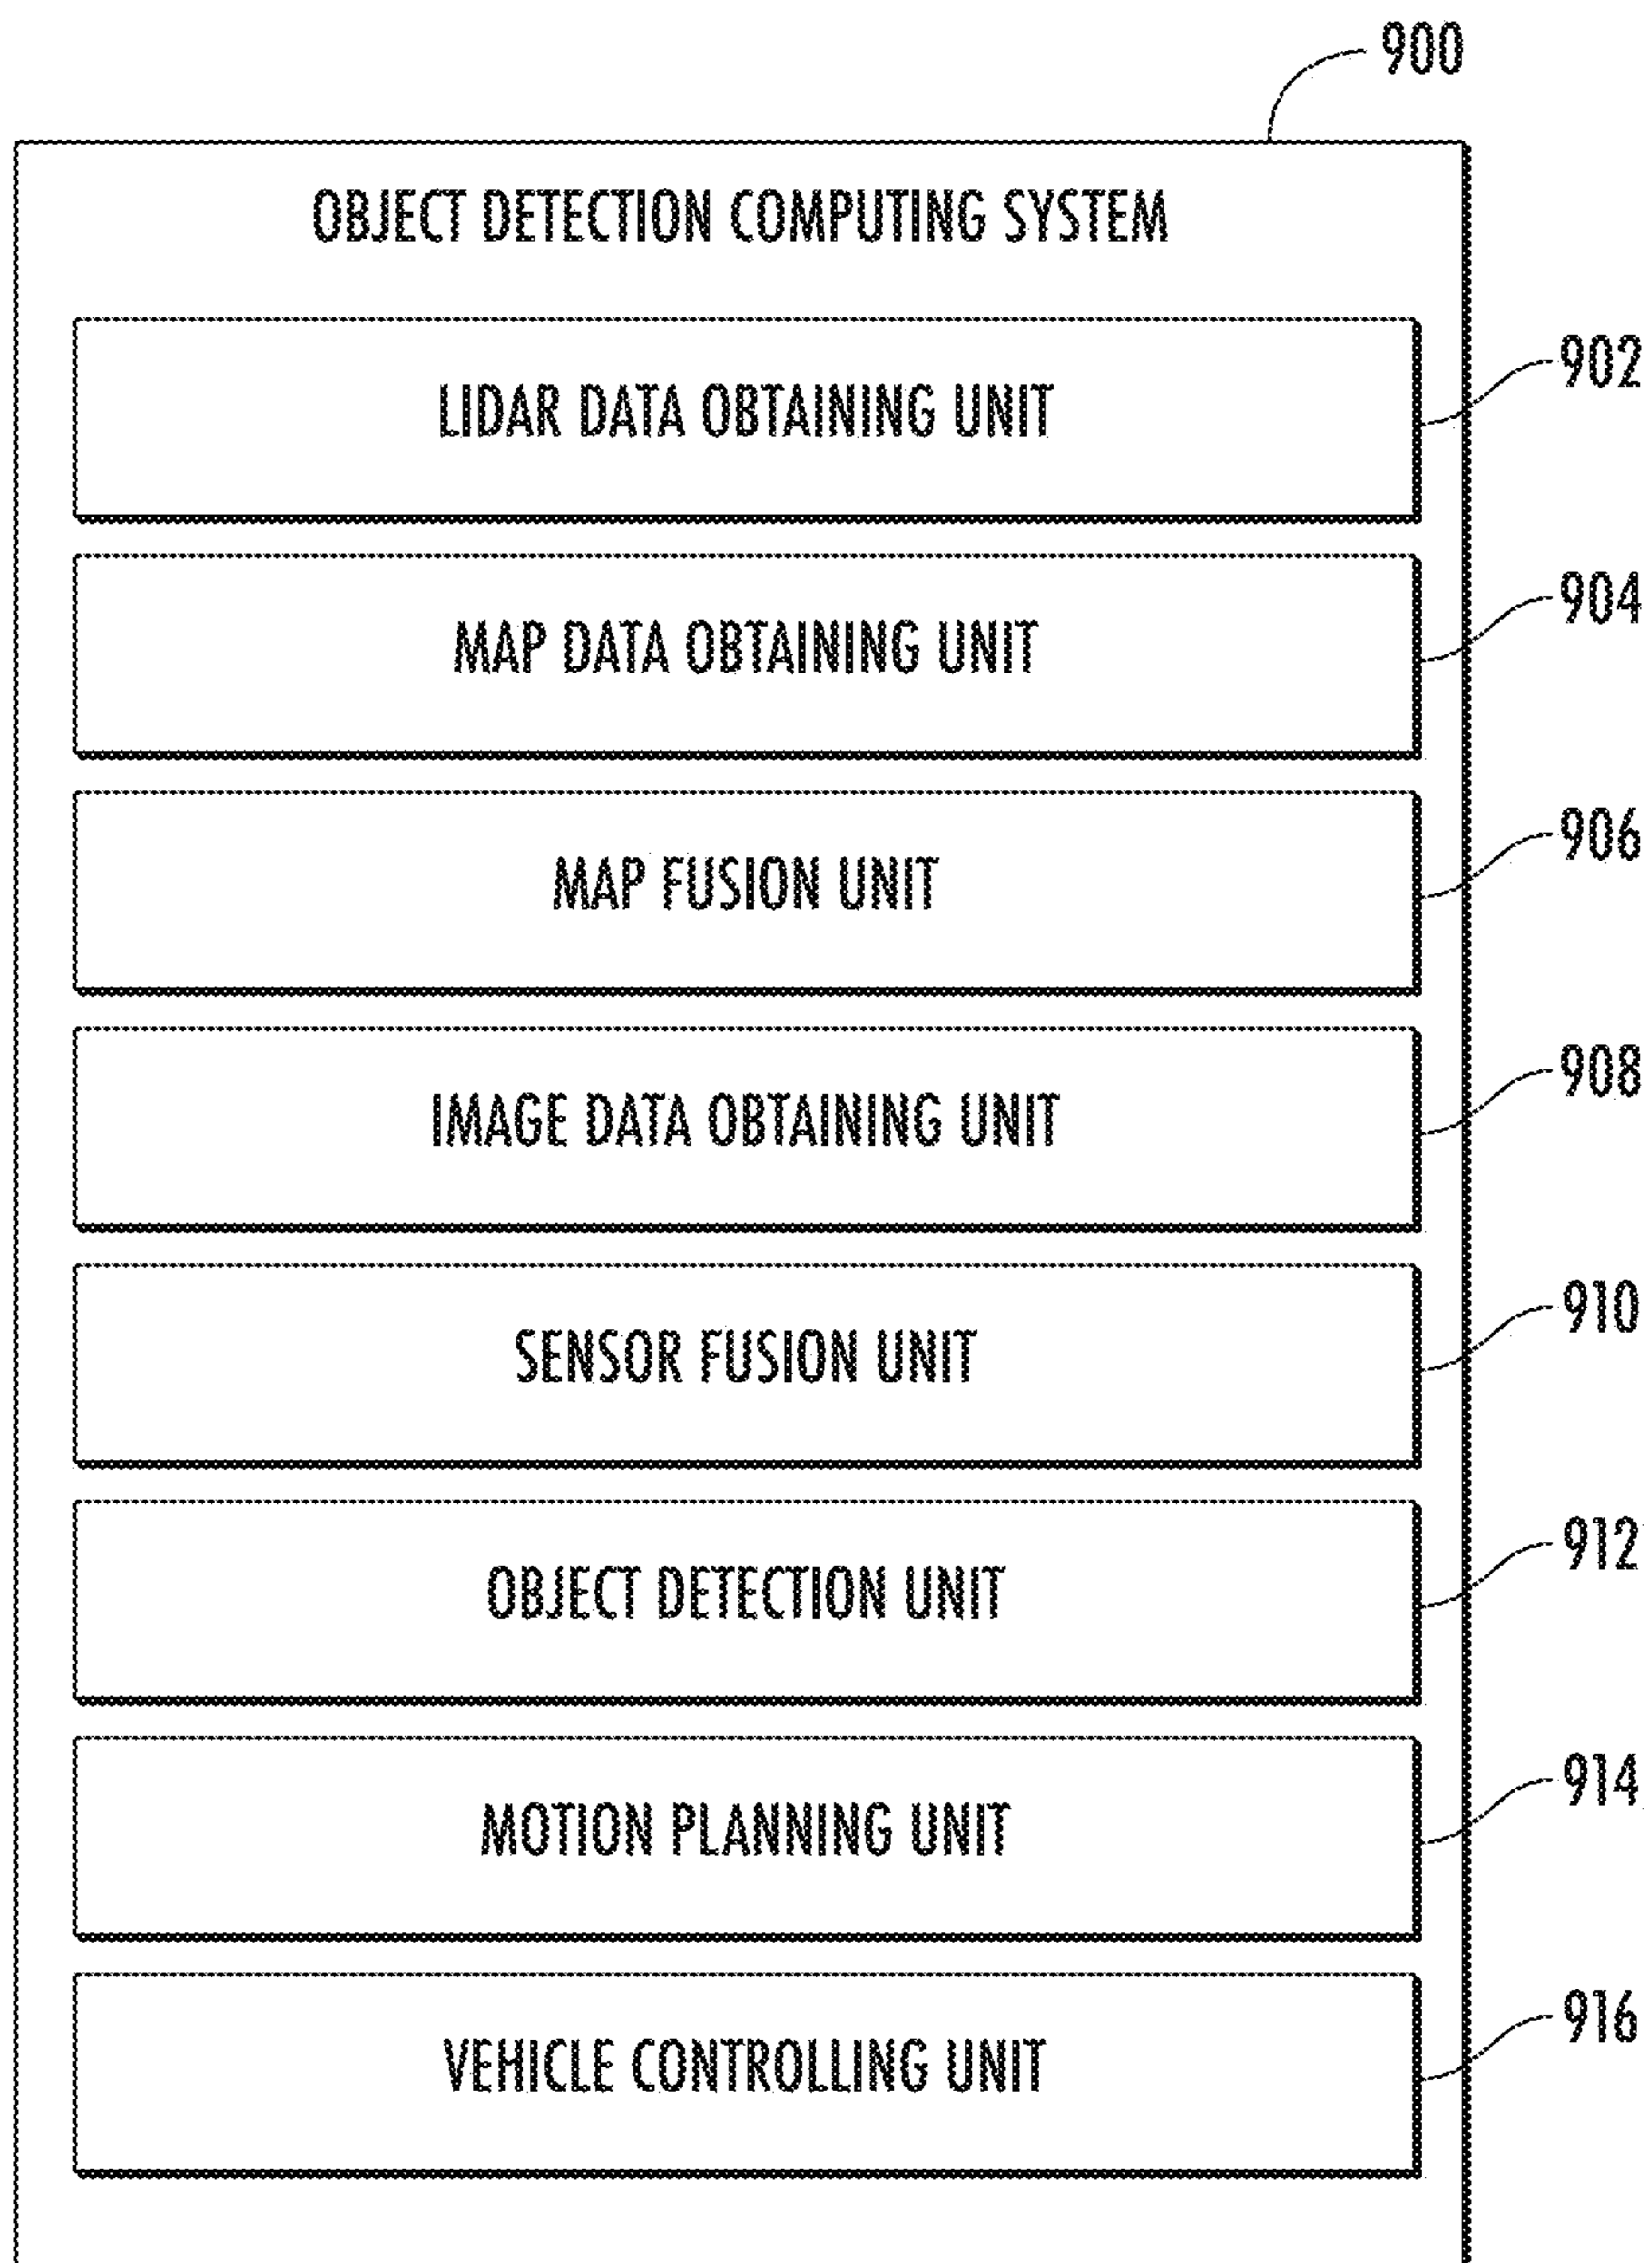 900
OBJECT DETECTION COMPUTING SYSTEM
LIDAR DATA OBTAINING UNIT
902
MAP DATA OBTAINING UNIT
904
MAP FUSION UNIT
906
IMAGE DATA OBTAINING UNIT
908
SENSOR FUSION UNIT
910
OBJECT DETECTION UNIT
912
MOTION PLANNING UNIT
914
VEHICLE CONTROLLING UNIT
916